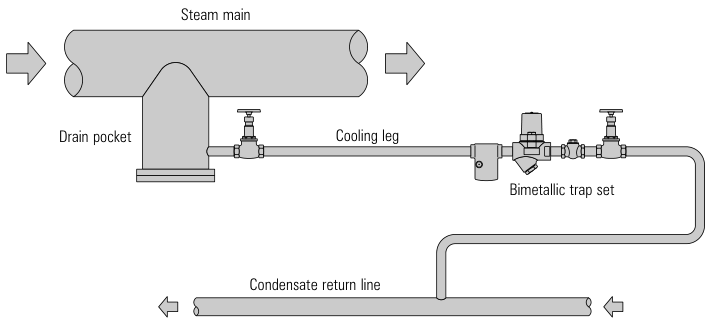 Steam main
Drain pocket
Cooling leg
Bimetallic trap set
Condensate return line